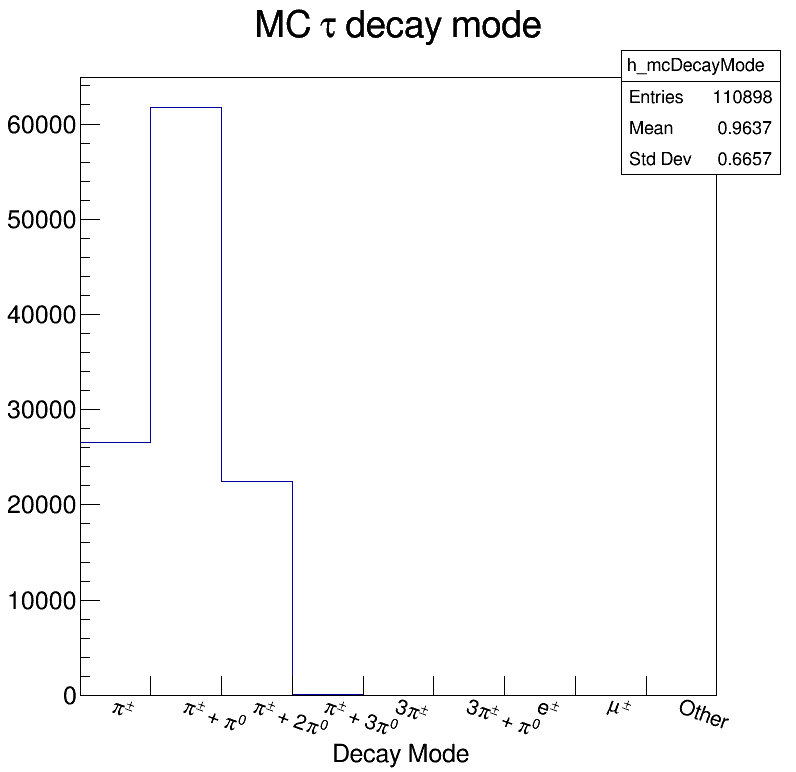 MC τ decay mode
h_mcDecayMode
Entries 110898
Mean 0.9637
Std Dev 0.6657
60000
50000
40000
30000
20000
10000
0
π± π± + π⁰ π± + 2π⁰ π± + 3π⁰ 3π± 3π± + π⁰ e± μ± Other
Decay Mode